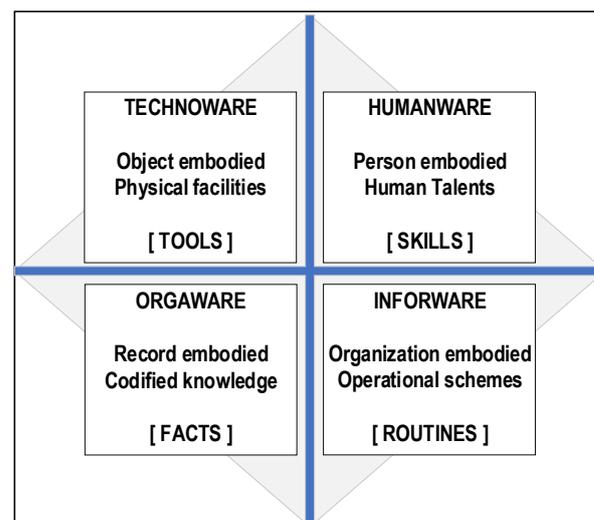 TECHNOWARE
Object embodied
Physical facilities
[ TOOLS ]
HUMANWARE
Person embodied
Human Talents
[ SKILLS ]
ORGAWARE
Record embodied
Codified knowledge
[ FACTS ]
INFORWARE
Organization embodied
Operational schemes
[ ROUTINES ]